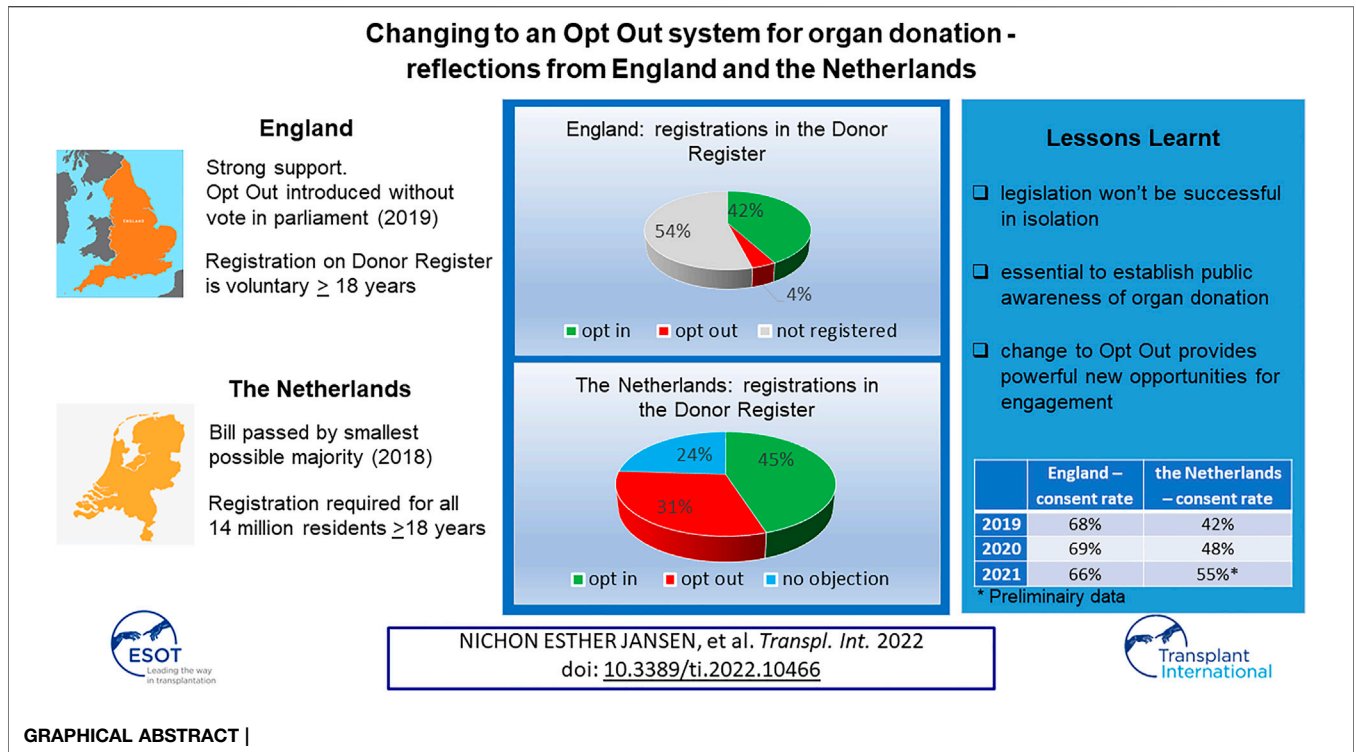 Changing to an Opt Out system for organ donation -
reflections from England and the Netherlands
England
Strong support.
Opt Out introduced without
vote in parliament (2019)
Registration on Donor Register
is voluntary ≥ 18 years
ENGLAND
The Netherlands
Bill passed by smallest
possible majority (2018)
Registration required for all
14 million residents ≥18 years
England: registrations in the Donor
Register
42%
54%
4%
opt in opt out not registered
The Netherlands: registrations in
the Donor Register
24%
45%
31%
opt in opt out no objection
Lessons Learnt
❑ legislation won't be successful
in isolation
❑ essential to establish public
awareness of organ donation
❑ change to Opt Out provides
powerful new opportunities for
engagement
England – the Netherlands
consent rate – consent rate
2019 68% 42%
2020 69% 48%
2021 66% 55%*
* Preliminairy data
ESOT
Leading the way
in transplantation
NICHON ESTHER JANSEN, et al. Transpl. Int. 2022
doi: 10.3389/ti.2022.10466
Transplant
International
GRAPHICAL ABSTRACT |